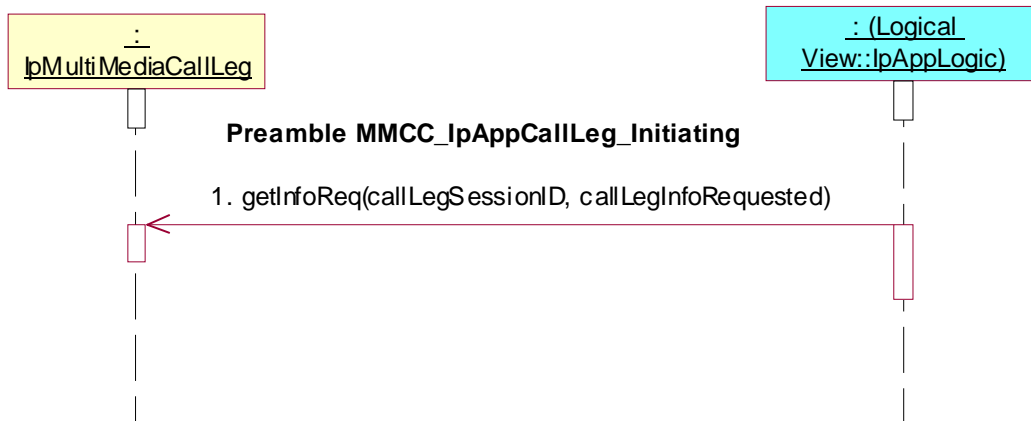 :
IpMultiMediaCallLeg
: (Logical
View::IpAppLogic)
Preamble MMCC_IpAppCallLeg_Initiating
1. getInfoReq(callLegSessionID, callLegInfoRequested)